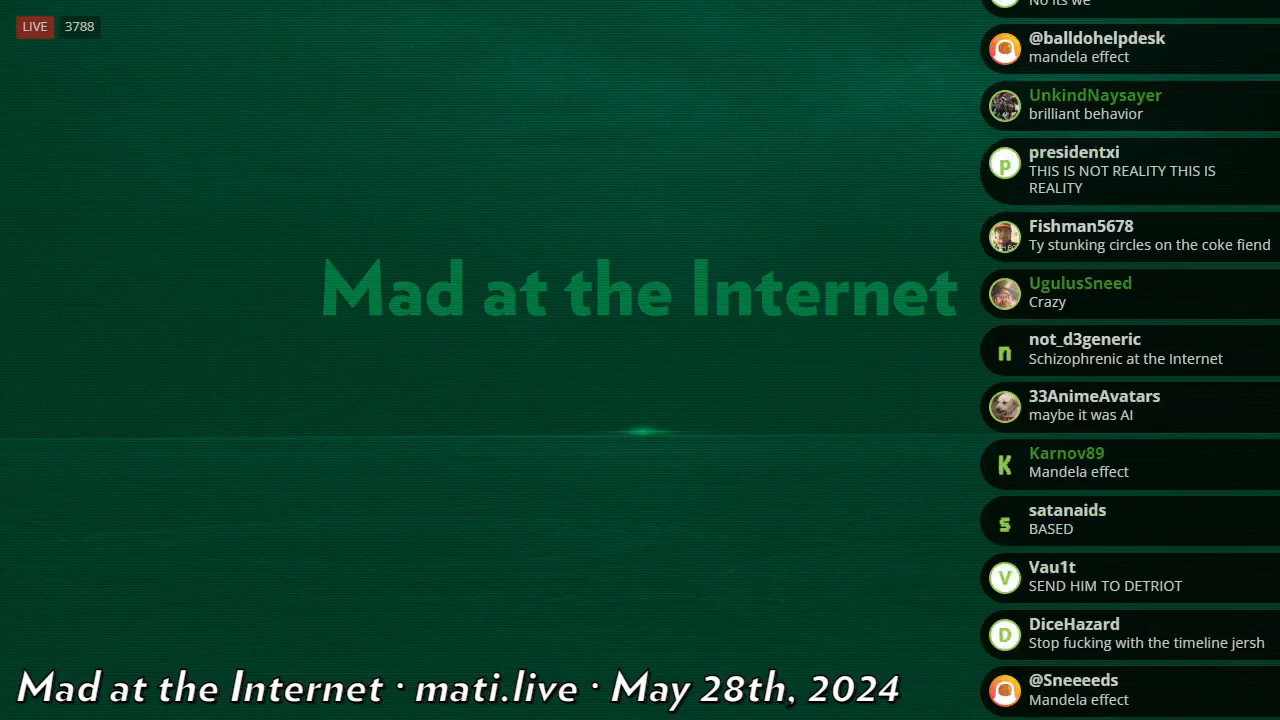 LIVE 3788
No its we
@balldohelpdesk
mandela effect
UnkindNaysayer
brilliant behavior
p
presidentxi
THIS IS NOT REALITY THIS IS
REALITY
Fishman5678
Ty stunking circles on the coke fiend
UgulusSneed
Crazy
n
not_d3generic
Schizophrenic at the Internet
33AnimeAvatars
maybe it was AI
K
Karnov89
Mandela effect
s
satanaids
BASED
V
Vau1t
SEND HIM TO DETRIOT
D
DiceHazard
Stop fucking with the timeline jersh
@Sneeeeds
Mandela effect
Mad at the Internet
Mad at the Internet · mati.live · May 28th, 2024